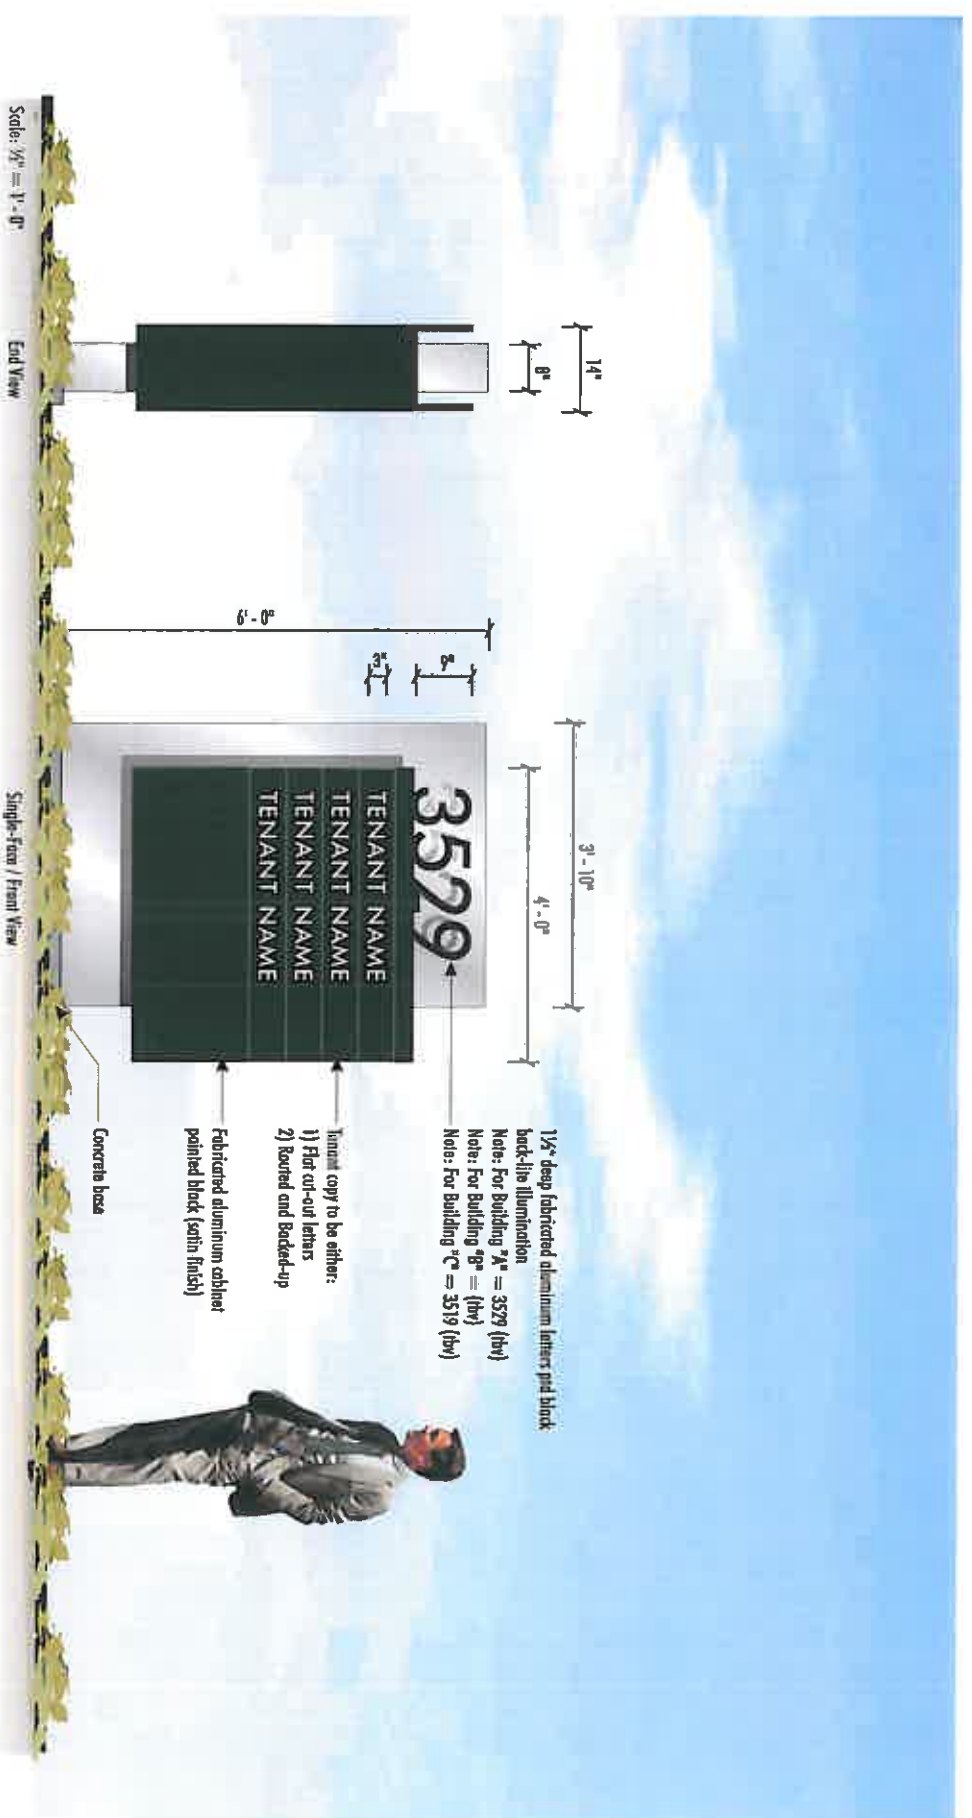 14"
8"
3' - 10"
4' - 0"
6' - 0"
9"
3"
3529
TENANT NAME
TENANT NAME
TENANT NAME
TENANT NAME
1½" deep fabricated aluminum letters ptd black
back-lite illumination
Note: For Building "A" = 3529 (tbv)
Note: For Building "B" = (tbv)
Note: For Building "C" = 3519 (tbv)
Tenant copy to be either:
1) Flat cut-out letters
2) Routed and Backed-up
Fabricated aluminum cabinet
painted black (satin finish)
Concrete base
Scale: ½" = 1' - 0"
End View
Single-Face / Front View